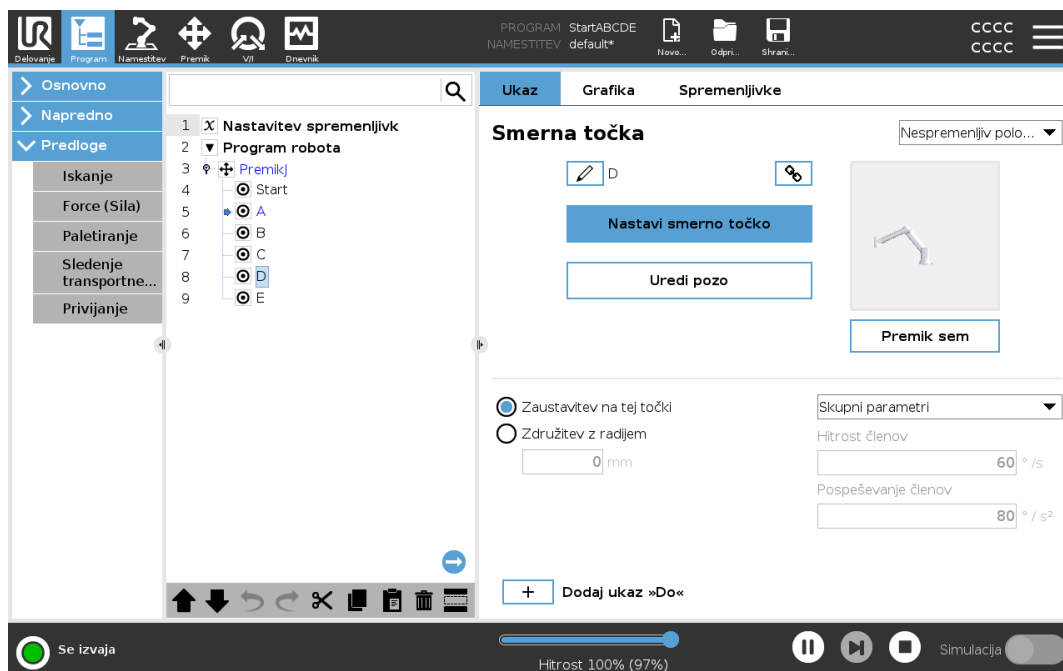 UR
Delovanje
Program
Namestitev
Premik
V/I
Dnevnik
PROGRAM StartABCDE
NAMESTITEV default*
Novo...
Odpri...
Shrani...
CCCC
CCCC
Osnovno
Napredno
Predloge
Iskanje
Force (Sila)
Paletiranje
Sledenje
transportne...
Privijanje
1 X Nastavitev spremenljivk
2 Program robota
3 PremikJ
4 Start
5 A
6 B
7 C
8 D
9 E
Ukaz
Grafika
Spremenljivke
Smerna točka
Nespremenljiv polo...
D
Nastavi smerno točko
Uredi pozo
Premik sem
Zaustavitev na tej točki
Združitev z radijem
0 mm
Skupni parametri
Hitrost členov
60 ° /s
Pospeševanje členov
80 ° / s²
+ Dodaj ukaz »Do«
Se izvaja
Hitrost 100% (97%)
Simulacija